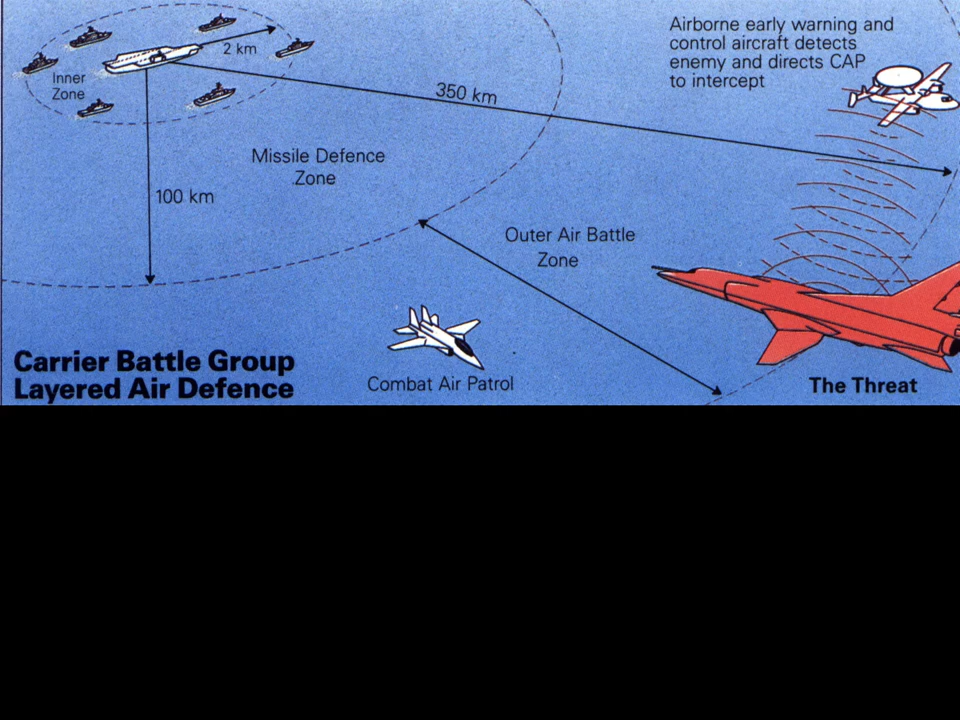 Airborne early warning and
control aircraft detects
enemy and directs CAP
to intercept
2 km
Inner
Zone
350 km
Missile Defence
Zone
100 km
Outer Air Battle
Zone
Carrier Battle Group
Layered Air Defence
Combat Air Patrol
The Threat